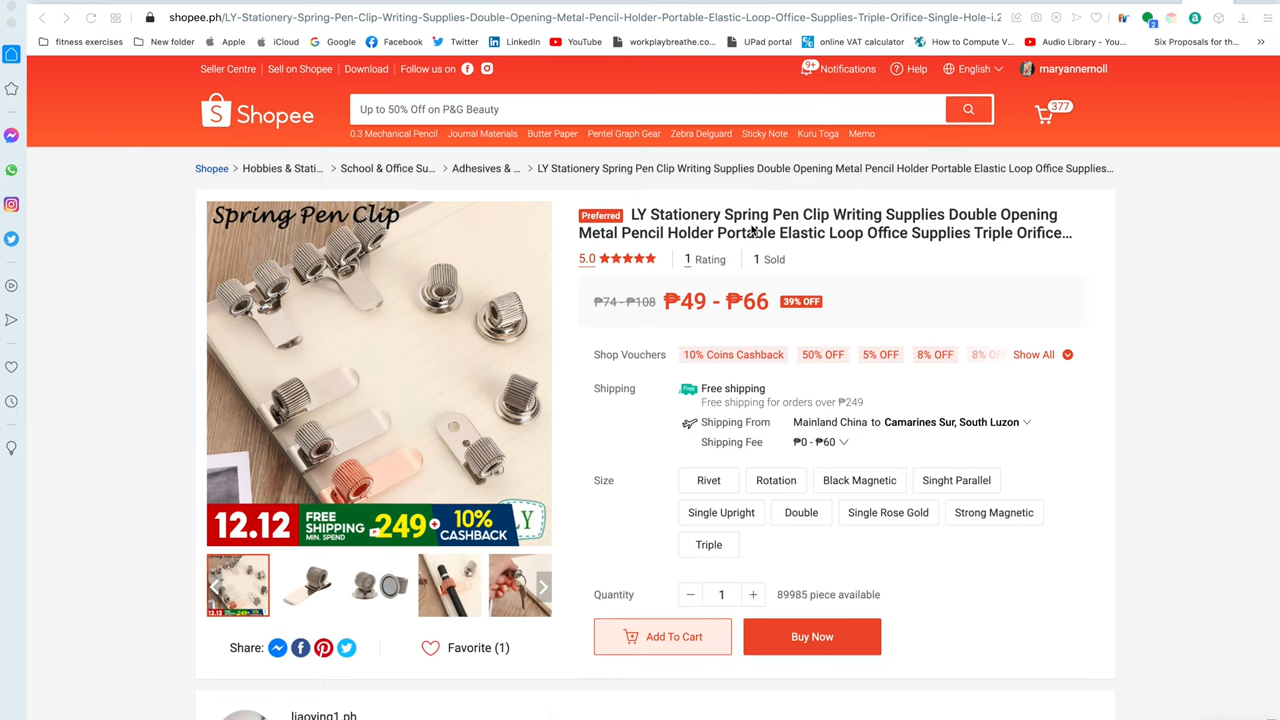 shopee.ph/LY-Stationery-Spring-Pen-Clip-Writing-Supplies-Double-Opening-Metal-Pencil-Holder-Portable-Elastic-Loop-Office-Supplies-Triple-Orifice-Single-Hole-i.2
fitness exercises New folder Apple iCloud Google Facebook Twitter LinkedIn YouTube workplaybreathe.co... UPad portal online VAT calculator How to Compute V... Audio Library - You... Six Proposals for th... »
Seller Centre | Sell on Shopee | Download | Follow us on 9+ Notifications Help English maryannemoll
Shopee
Up to 50% Off on P&G Beauty
377
0.3 Mechanical Pencil Journal Materials Butter Paper Pentel Graph Gear Zebra Delguard Sticky Note Kuru Toga Memo
Shopee > Hobbies & Stati... > School & Office Su... > Adhesives & ... > LY Stationery Spring Pen Clip Writing Supplies Double Opening Metal Pencil Holder Portable Elastic Loop Office Supplies...
Spring Pen Clip
12.12 FREE SHIPPING MIN. SPEND ₱249 + 10% CASHBACK LY
Preferred LY Stationery Spring Pen Clip Writing Supplies Double Opening
Metal Pencil Holder Portable Elastic Loop Office Supplies Triple Orifice...
5.0 1 Rating 1 Sold
₱74 - ₱108 ₱49 - ₱66 39% OFF
Shop Vouchers 10% Coins Cashback 50% OFF 5% OFF 8% OFF 8% OF Show All
Shipping Free shipping
Free shipping for orders over ₱249
Shipping From Mainland China to Camarines Sur, South Luzon
Shipping Fee ₱0 - ₱60
Size Rivet Rotation Black Magnetic Singht Parallel
Single Upright Double Single Rose Gold Strong Magnetic
Triple
Quantity − 1 + 89985 piece available
Add To Cart Buy Now
Share: Favorite (1)
liaoying1.ph